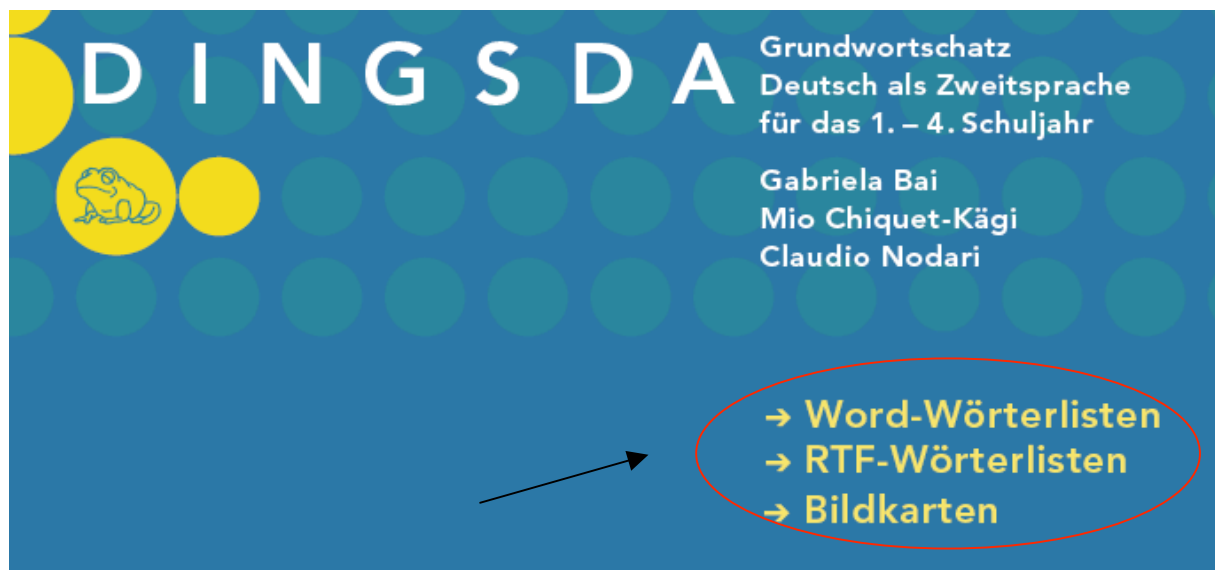 DINGSDA
Grundwortschatz
Deutsch als Zweitsprache
für das 1. – 4. Schuljahr
Gabriela Bai
Mio Chiquet-Kägi
Claudio Nodari
➔ Word-Wörterlisten
➔ RTF-Wörterlisten
➔ Bildkarten